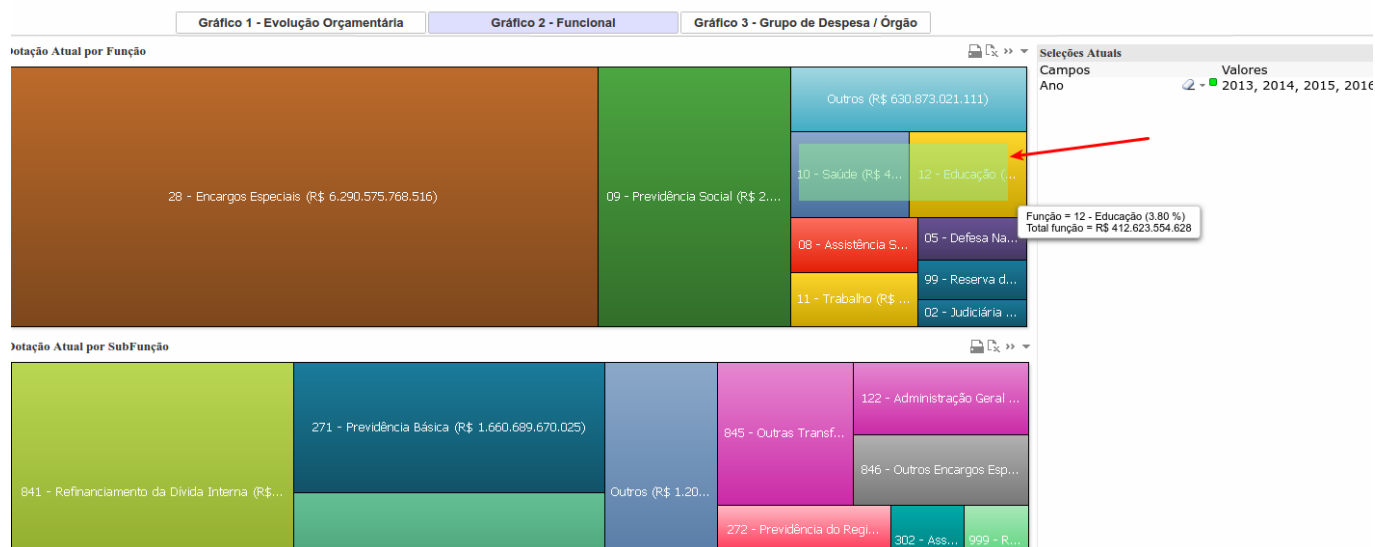 Gráfico 1 - Evolução Orçamentária
Gráfico 2 - Funcional
Gráfico 3 - Grupo de Despesa / Órgão
Dotação Atual por Função
Seleções Atuais
Campos Valores
Ano 2013, 2014, 2015, 2016
28 - Encargos Especiais (R$ 6.290.575.768.516)
09 - Previdência Social (R$ 2....
Outros (R$ 630.873.021.111)
10 - Saúde (R$ 4...
12 - Educação (...
Função = 12 - Educação (3.80 %)
Total função = R$ 412.623.554.628
08 - Assistência S...
05 - Defesa Na...
99 - Reserva d...
11 - Trabalho (R$ ...
02 - Judiciária ...
Dotação Atual por SubFunção
841 - Refinanciamento da Dívida Interna (R$...
271 - Previdência Básica (R$ 1.660.689.670.025)
Outros (R$ 1.20...
845 - Outras Transf...
122 - Administração Geral ...
846 - Outros Encargos Esp...
272 - Previdência do Regi...
302 - Ass...
999 - R...